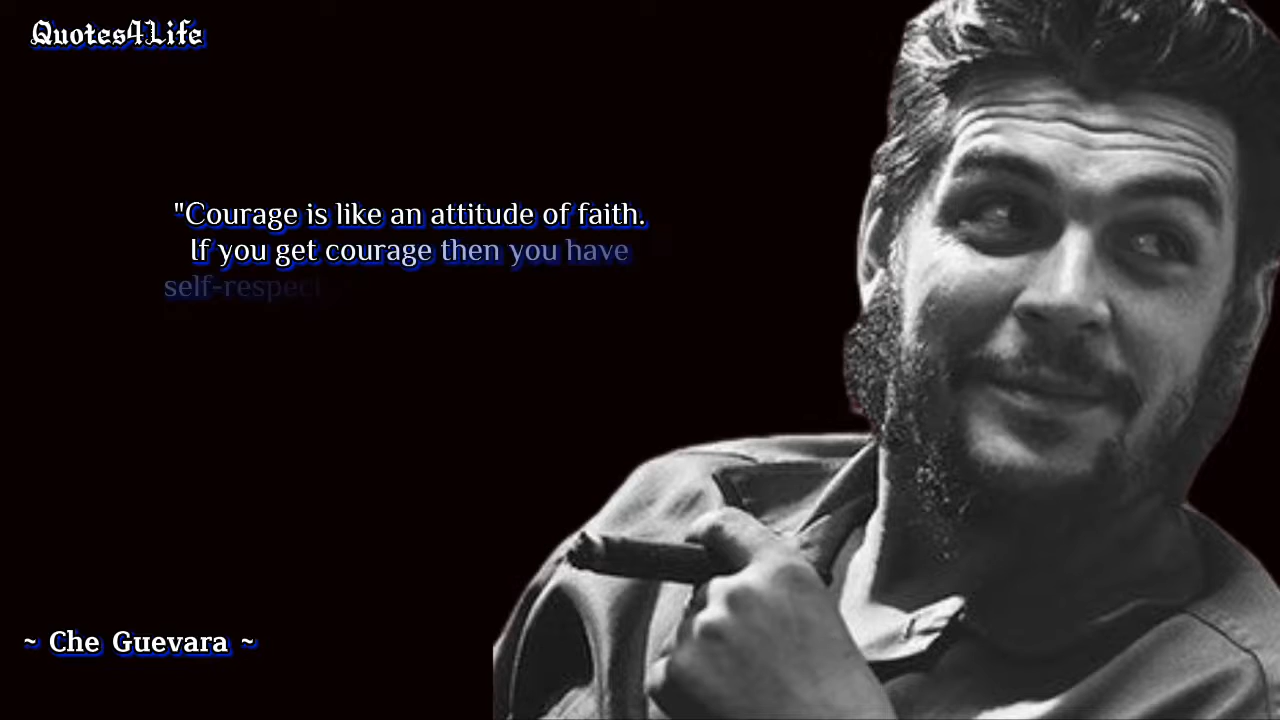 Quotes4Life
"Courage is like an attitude of faith.
If you get courage then you have
self-respect
~ Che Guevara ~